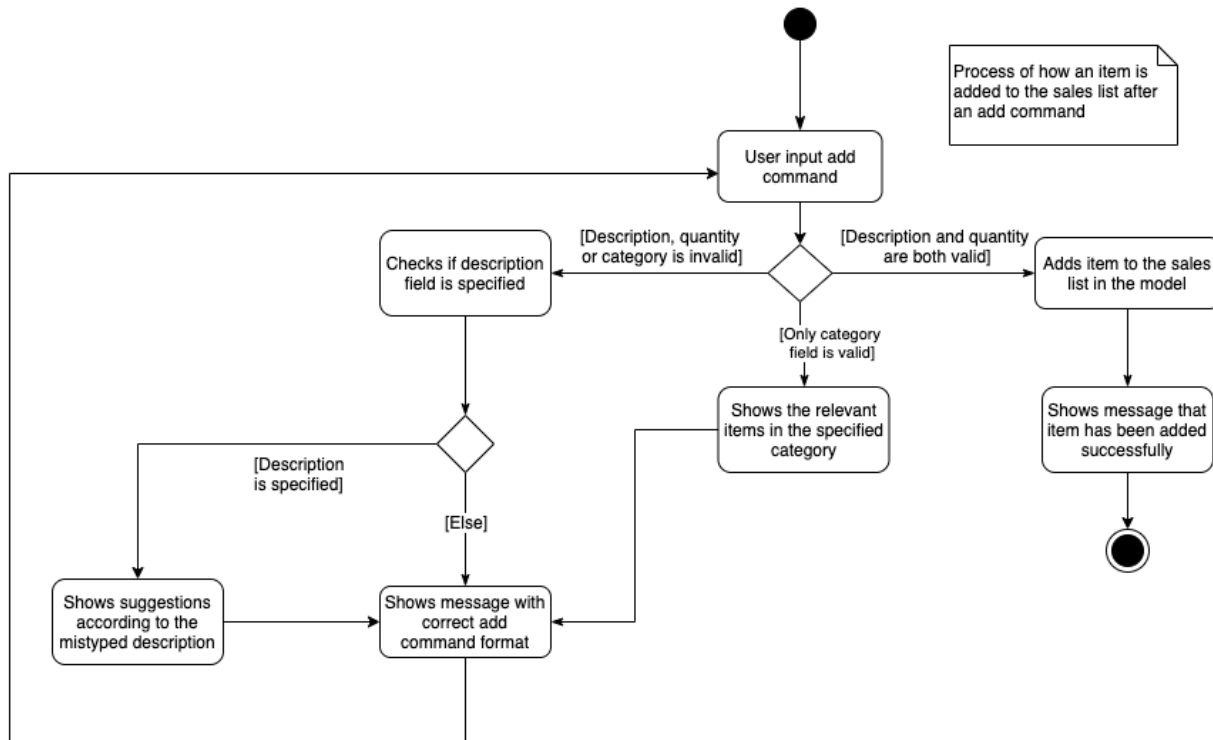 Process of how an item is
added to the sales list after
an add command
User input add
command
[Description, quantity
or category is invalid]
[Description and quantity
are both valid]
Checks if description
field is specified
Adds item to the sales
list in the model
[Only category
field is valid]
Shows the relevant
items in the specified
category
Shows message that
item has been added
successfully
[Description
is specified]
[Else]
Shows suggestions
according to the
mistyped description
Shows message with
correct add
command format